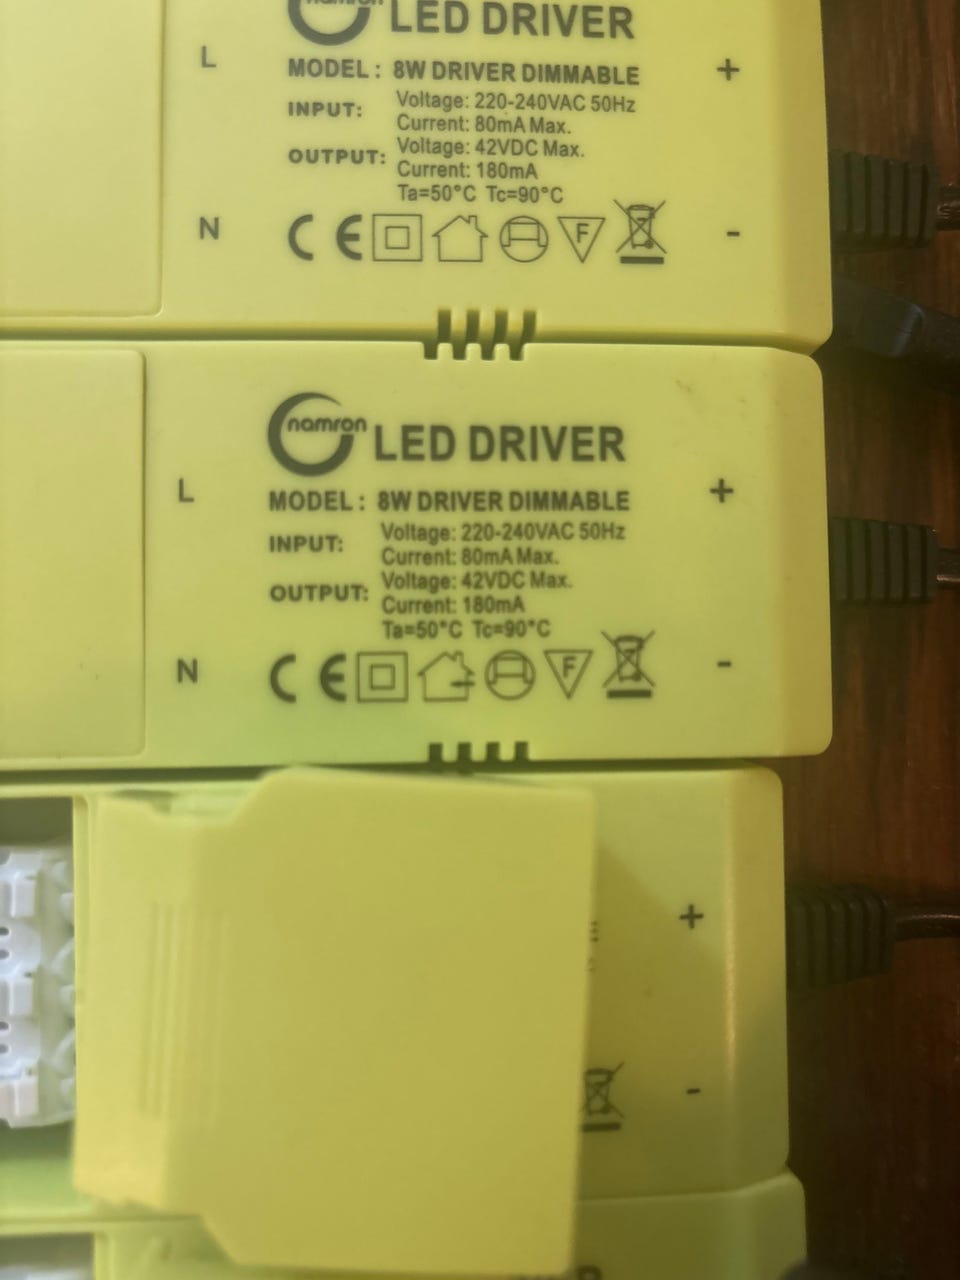 namron LED DRIVER
L
MODEL : 8W DRIVER DIMMABLE
+
INPUT: Voltage: 220-240VAC 50Hz
Current: 80mA Max.
OUTPUT: Voltage: 42VDC Max.
Current: 180mA
Ta=50°C Tc=90°C
N
CE
F
-
namron LED DRIVER
L
MODEL : 8W DRIVER DIMMABLE
+
INPUT: Voltage: 220-240VAC 50Hz
Current: 80mA Max.
OUTPUT: Voltage: 42VDC Max.
Current: 180mA
Ta=50°C Tc=90°C
N
CE
F
-
+
-